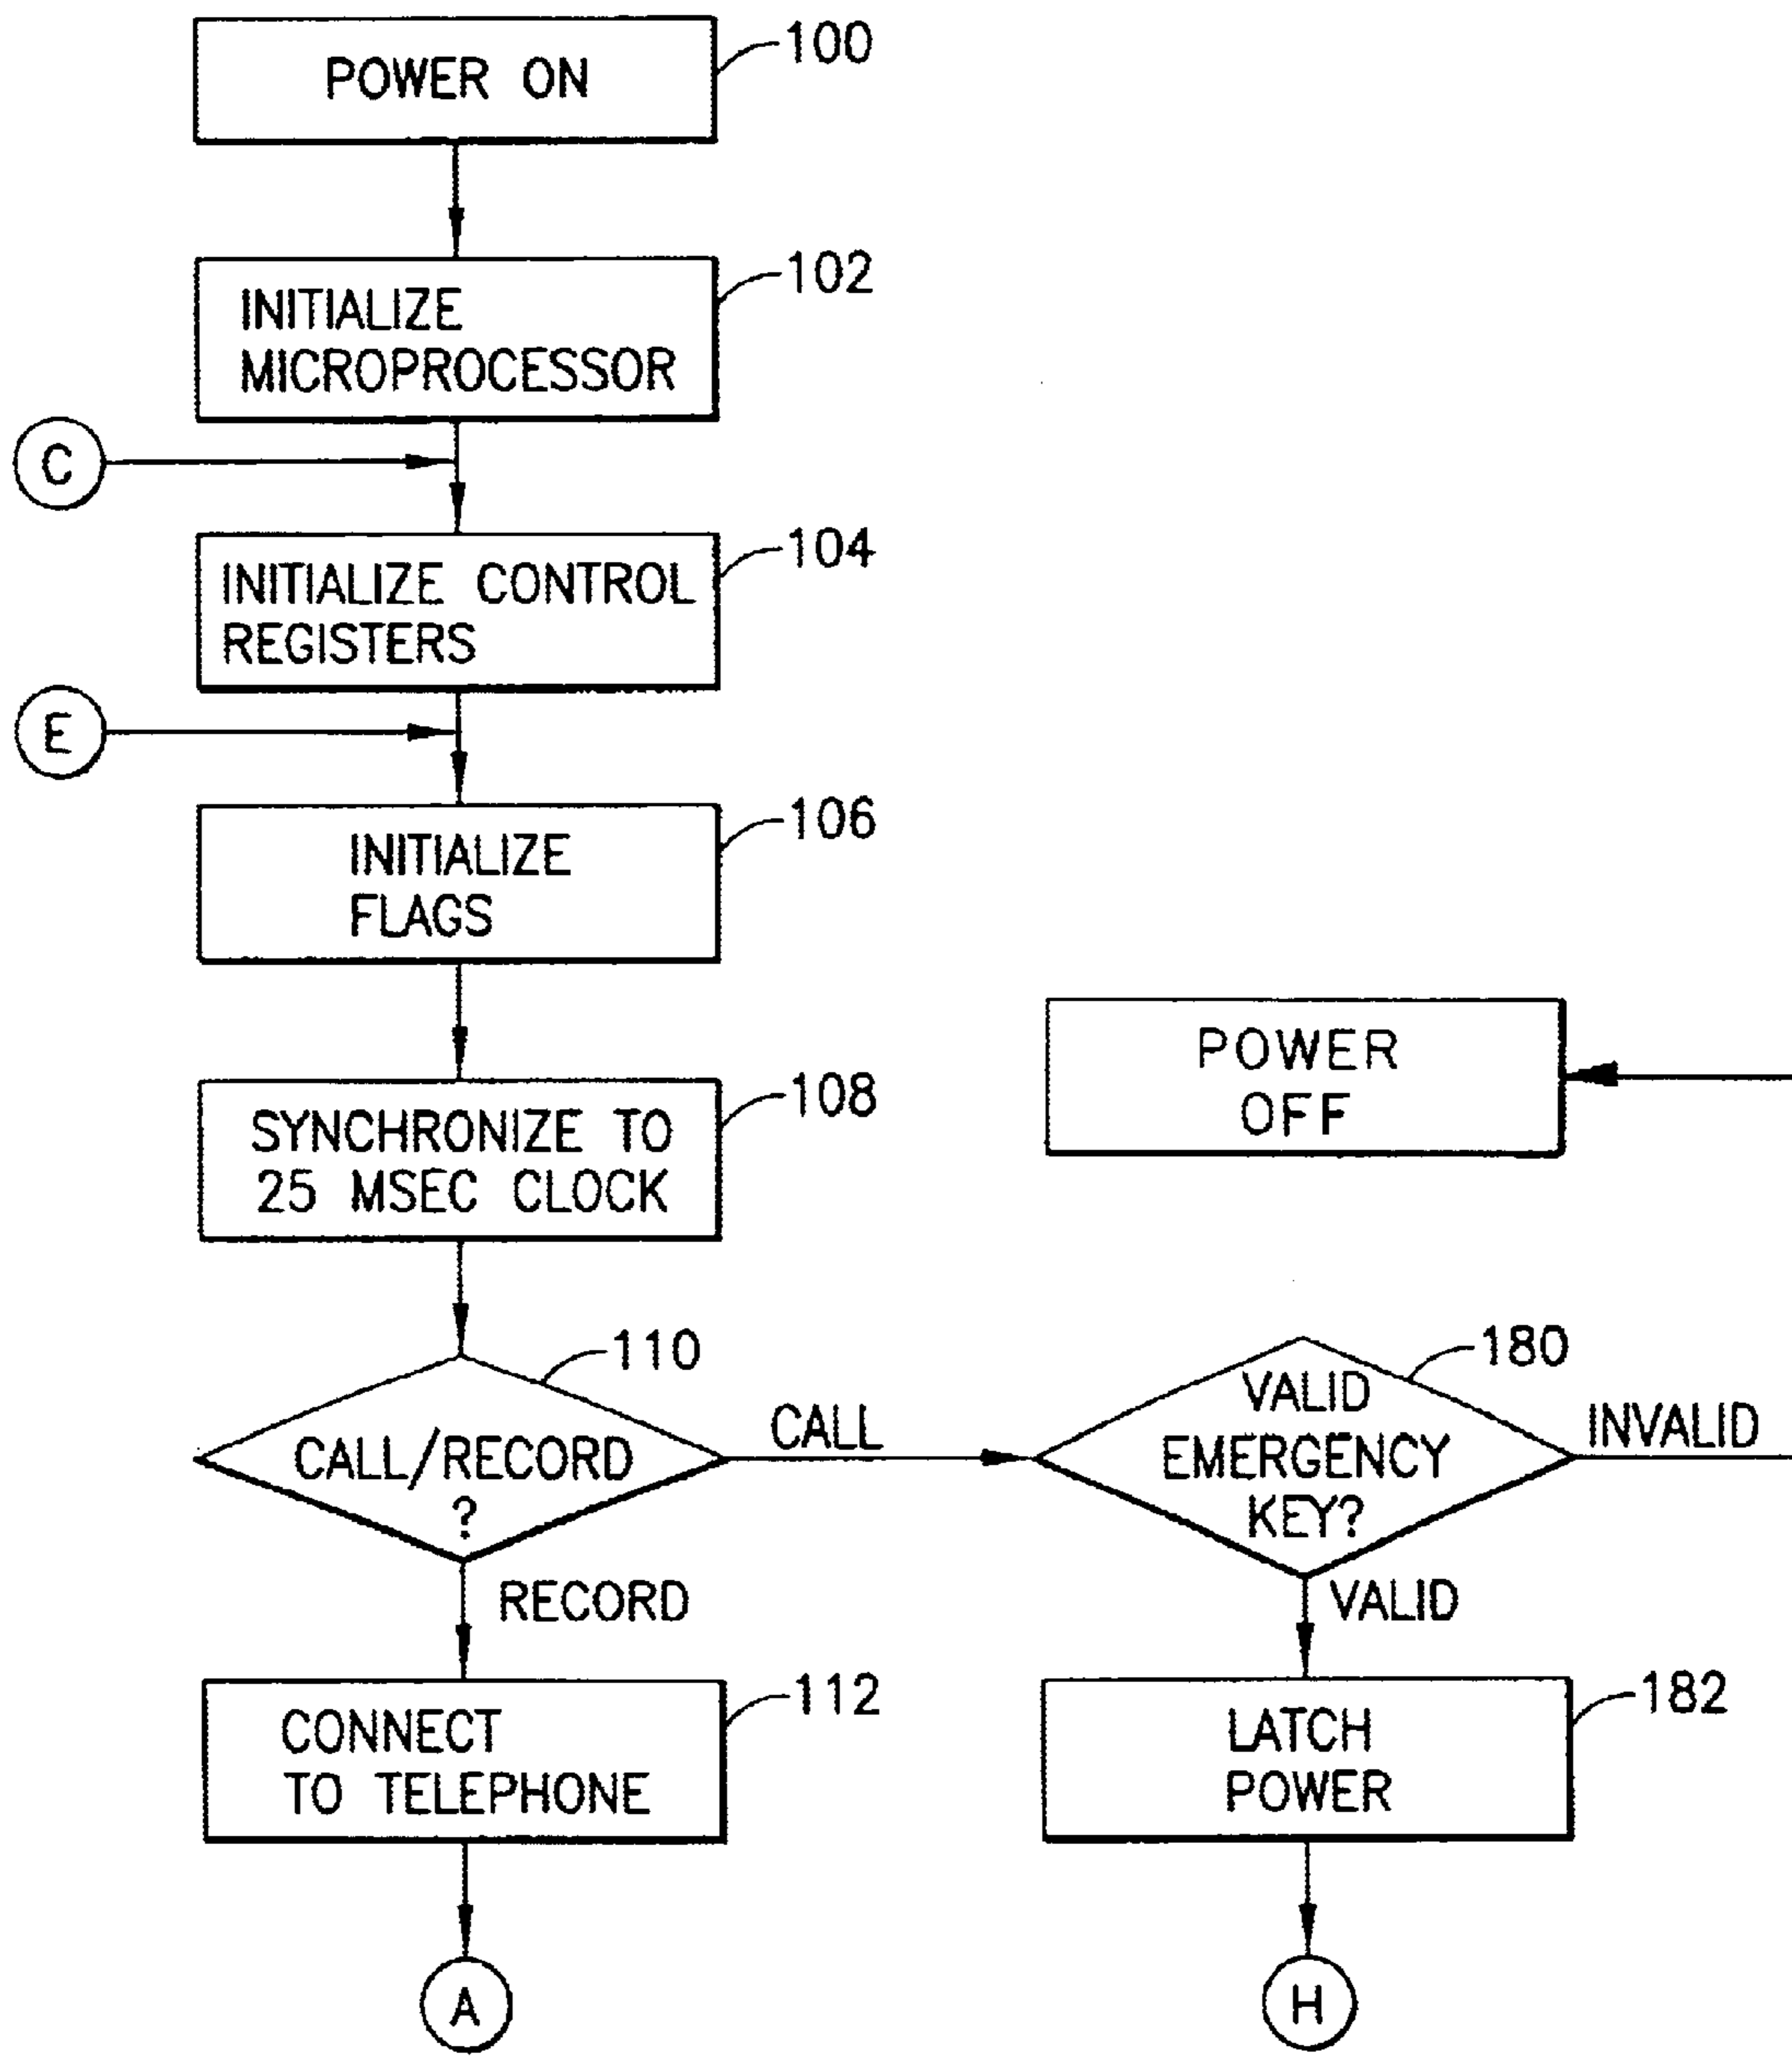 POWER ON
100
INITIALIZE
MICROPROCESSOR
102
C
INITIALIZE CONTROL
REGISTERS
104
E
INITIALIZE
FLAGS
106
SYNCHRONIZE TO
25 MSEC CLOCK
108
POWER
OFF
CALL/RECORD
?
110
CALL
VALID
EMERGENCY
KEY?
180
INVALID
RECORD
VALID
CONNECT
TO TELEPHONE
112
LATCH
POWER
182
A
H